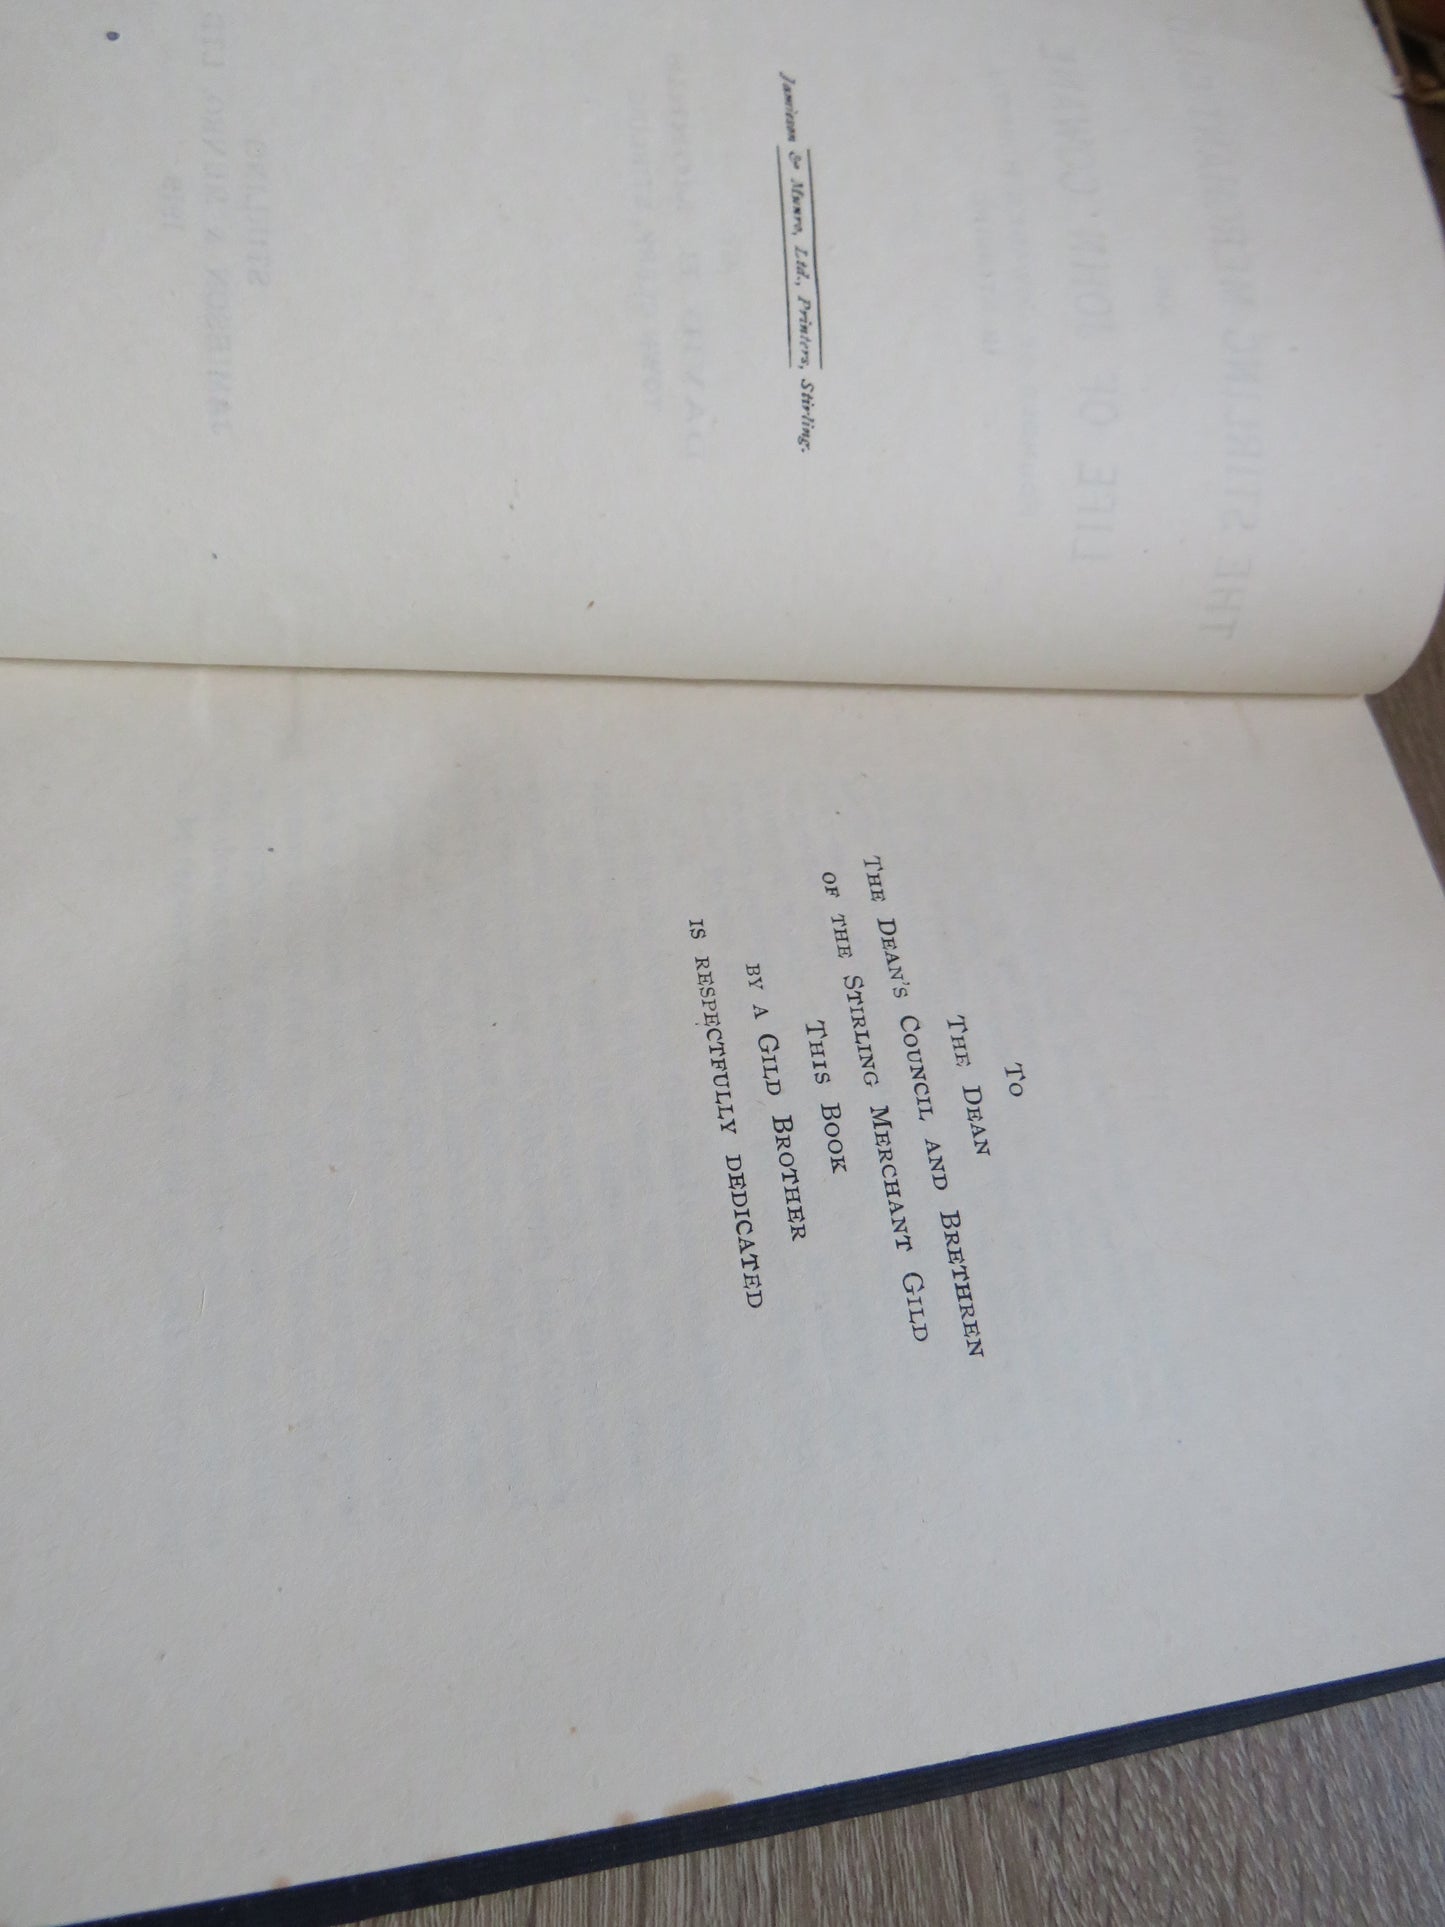 Jamieson & Munro, Ltd., Printers, Stirling.
To
The Dean
The Dean's Council and Brethren
of the Stirling Merchant Gild
This Book
by a Gild Brother
is respectfully dedicated